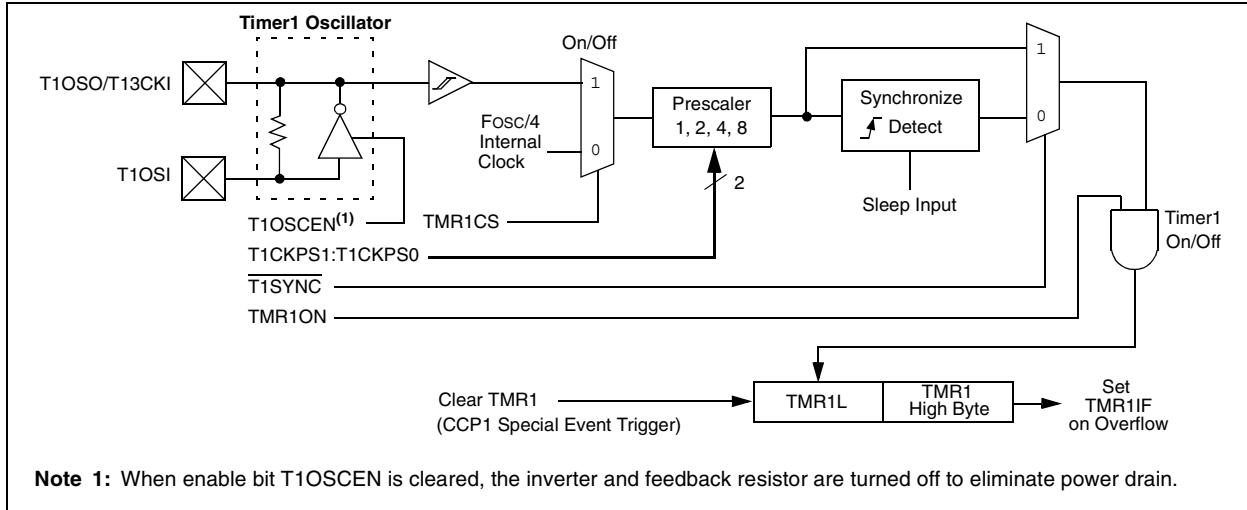 Timer1 Oscillator
On/Off
T1OSO/T13CKI
1
1
Prescaler
1, 2, 4, 8
Synchronize
Detect
FOSC/4
Internal
Clock
0
0
T1OSI
2
Sleep Input
T1OSCEN(1)
TMR1CS
Timer1
On/Off
T1CKPS1:T1CKPS0
T1SYNC
TMR1ON
Clear TMR1
(CCP1 Special Event Trigger)
TMR1L
TMR1
High Byte
Set
TMR1IF
on Overflow
Note 1: When enable bit T1OSCEN is cleared, the inverter and feedback resistor are turned off to eliminate power drain.